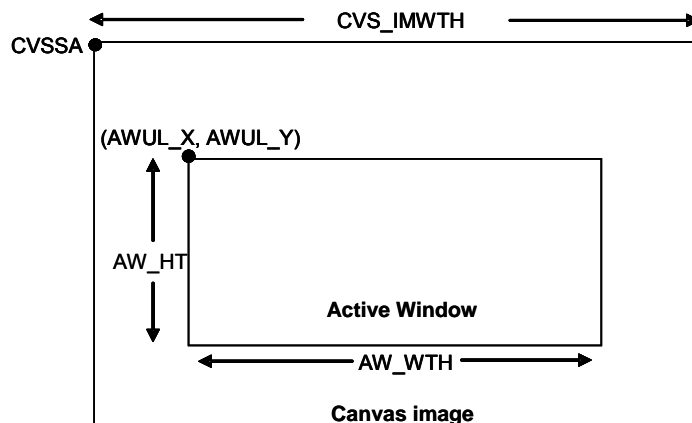 CVS_IMWTH
CVSSA
(AWUL_X, AWUL_Y)
AW_HT
Active Window
AW_WTH
Canvas image